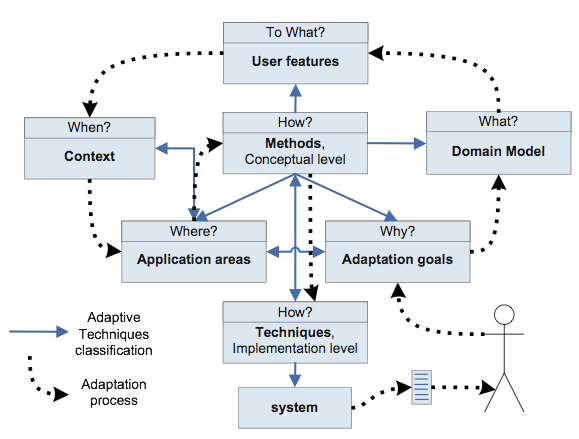 To What?
User features
When?
Context
How?
Methods,
Conceptual level
What?
Domain Model
Where?
Application areas
Why?
Adaptation goals
How?
Techniques,
Implementation level
system
Adaptive
Techniques
classification
Adaptation
process